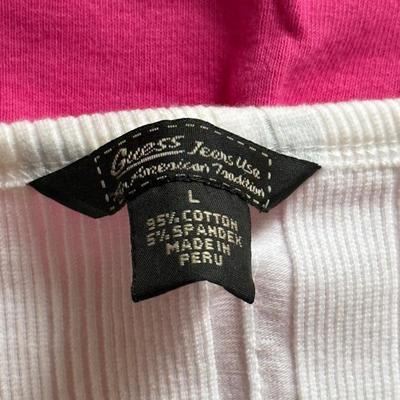 Guess Jeans Usa
An American Tradition
L
95% COTTON
5% SPANDEX
MADE IN
PERU